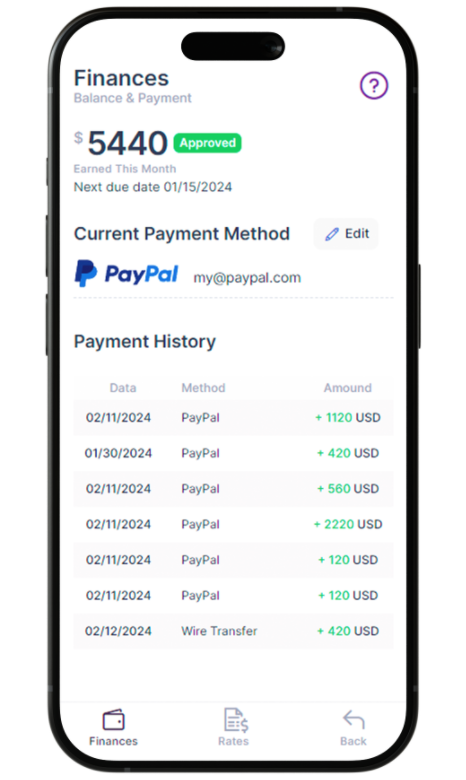 Finances
Balance & Payment
?
$ 5440 Approved
Earned This Month
Next due date 01/15/2024
Current Payment Method Edit
PayPal my@paypal.com
Payment History
Data Method Amound
02/11/2024 PayPal + 1120 USD
01/30/2024 PayPal + 420 USD
02/11/2024 PayPal + 560 USD
02/11/2024 PayPal + 2220 USD
02/11/2024 PayPal + 120 USD
02/11/2024 PayPal + 120 USD
02/12/2024 Wire Transfer + 420 USD
Finances Rates Back